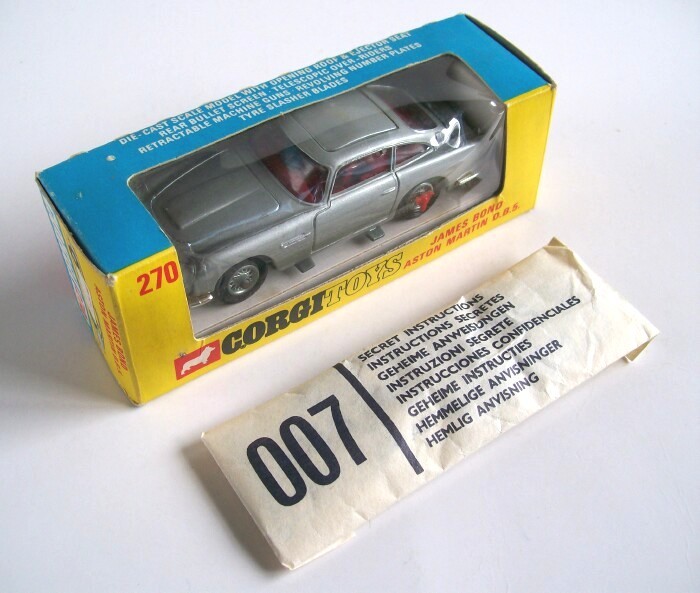 DIE-CAST SCALE MODEL WITH OPENING ROOF & EJECTOR SEAT
REAR BULLET SCREEN. TELESCOPIC OVER-RIDERS
RETRACTABLE MACHINE GUNS. REVOLVING NUMBER PLATES
TYRE SLASHER BLADES
270
CORGI TOYS
JAMES BOND
ASTON MARTIN D.B.5.
007
SECRET INSTRUCTIONS
INSTRUCTIONS SECRETES
GEHEIME ANWEISUNGEN
INSTRUZIONI SEGRETE
INSTRUCCIONES CONFIDENCIALES
GEHEIME INSTRUCTIES
HEMMELIGE ANVISNINGER
HEMLIG ANVISNING